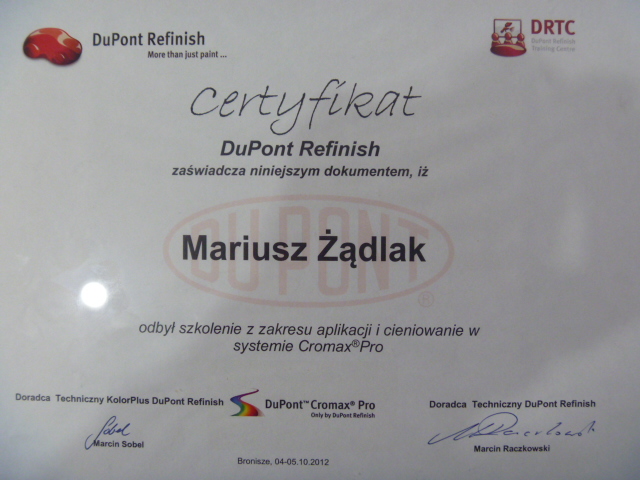 DuPont Refinish
More than just paint ...
DRTC
DuPont Refinish
Training Centre
Certyfikat
DuPont Refinish
zaświadcza niniejszym dokumentem, iż
DUPONT®
Mariusz Żądlak
odbył szkolenie z zakresu aplikacji i cieniowanie w
systemie Cromax®Pro
Doradca Techniczny KolorPlus DuPont Refinish
Sobel
Marcin Sobel
DuPont™ Cromax® Pro
Only by DuPont Refinish
Doradca Techniczny DuPont Refinish
Marcin Raczkowski
Bronisze, 04-05.10.2012